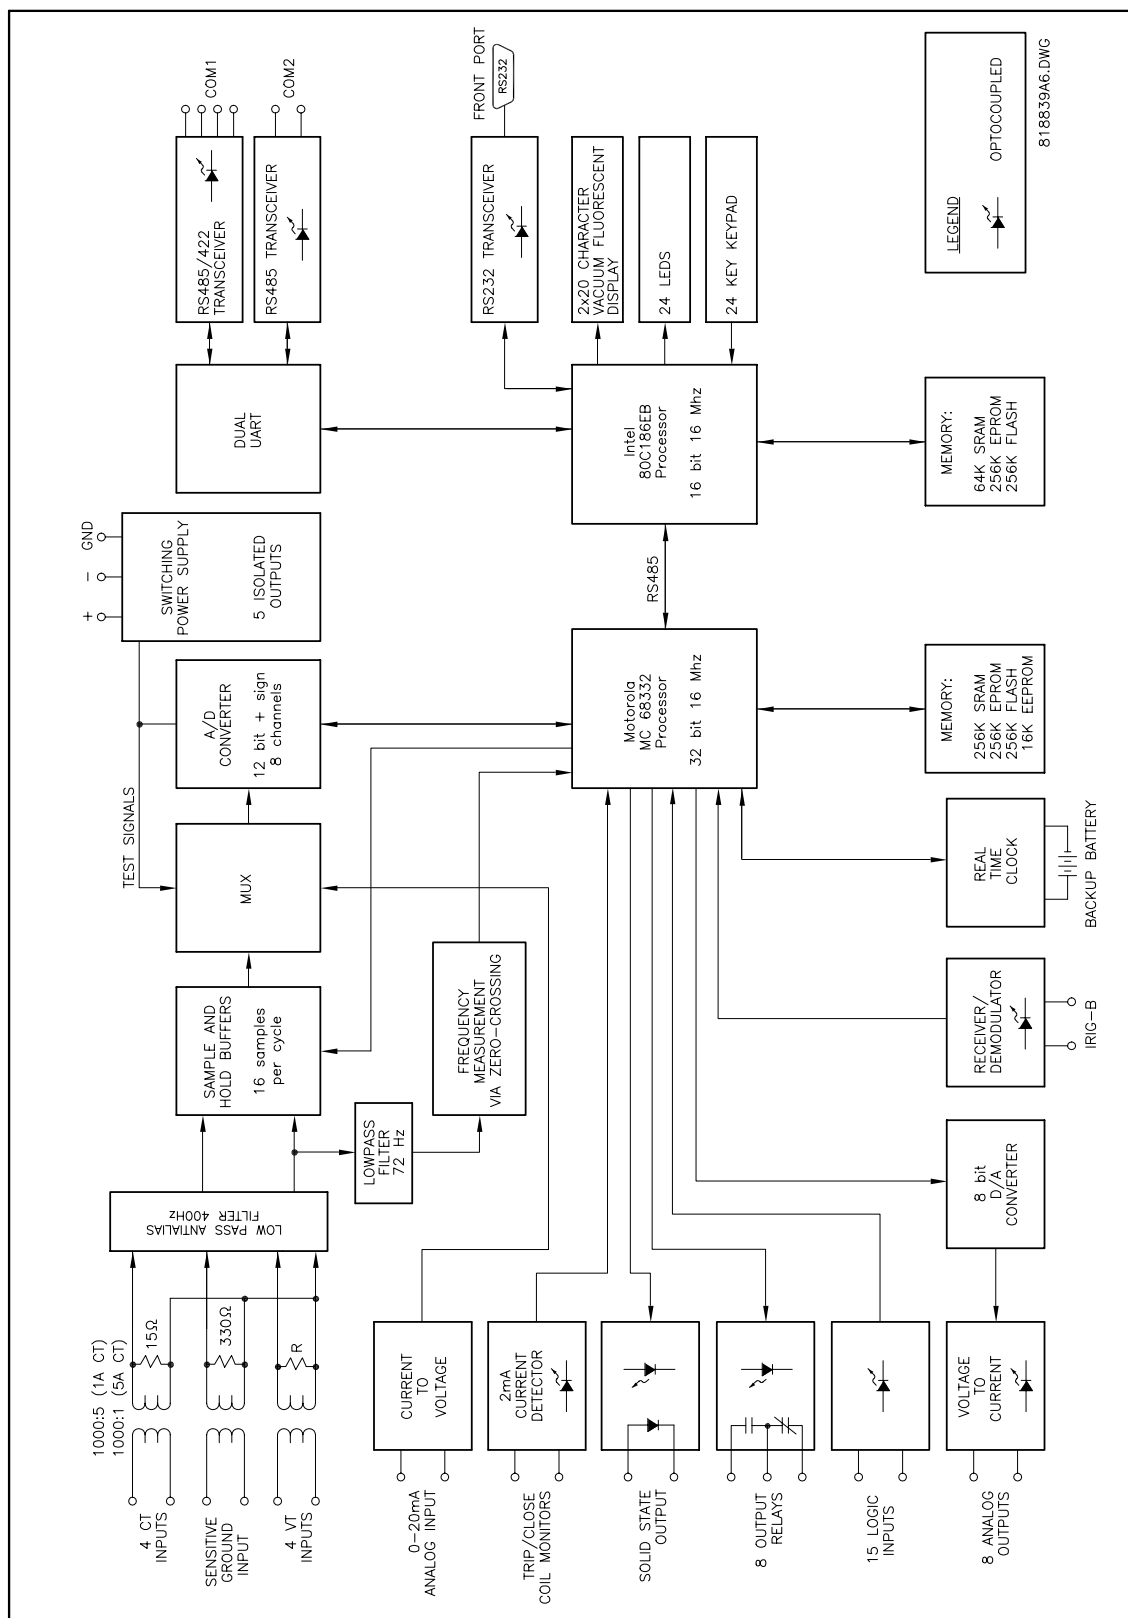 4 CT
INPUTS
SENSITIVE
GROUND
INPUT
4 VT
INPUTS
1000:5 (1A CT)
1000:1 (5A CT)
15Ω
330Ω
R
LOW PASS ANTIALIAS
FILTER 400Hz
SAMPLE AND
HOLD BUFFERS
16 samples
per cycle
MUX
TEST SIGNALS
A/D
CONVERTER
12 bit + sign
8 channels
+
-
GND
SWITCHING
POWER SUPPLY
5 ISOLATED
OUTPUTS
DUAL
UART
RS485/422
TRANSCEIVER
COM1
RS485 TRANSCEIVER
COM2
LOWPASS
FILTER
72 Hz
FREQUENCY
MEASUREMENT
VIA ZERO-CROSSING
0-20mA
ANALOG INPUT
CURRENT
TO
VOLTAGE
TRIP/CLOSE
COIL MONITORS
2mA
CURRENT
DETECTOR
SOLID STATE
OUTPUT
8 OUTPUT
RELAYS
15 LOGIC
INPUTS
8 ANALOG
OUTPUTS
VOLTAGE
TO
CURRENT
8 bit
D/A
CONVERTER
RECEIVER/
DEMODULATOR
IRIG-B
REAL
TIME
CLOCK
BACKUP BATTERY
Motorola
MC 68332
Processor
32 bit 16 Mhz
MEMORY:
256K SRAM
256K EPROM
256K FLASH
16K EEPROM
RS485
Intel
80C186EB
Processor
16 bit 16 Mhz
MEMORY:
64K SRAM
256K EPROM
256K FLASH
RS232 TRANSCEIVER
FRONT PORT
RS232
2x20 CHARACTER
VACUUM FLUORESCENT
DISPLAY
24 LEDS
24 KEY KEYPAD
LEGEND
OPTOCOUPLED
818839A6.DWG